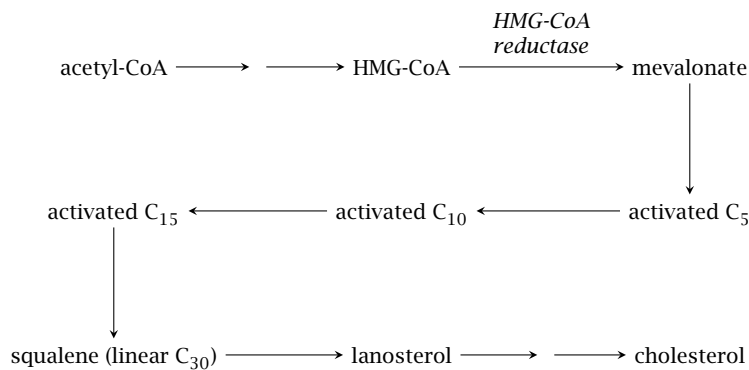 HMG-CoA
reductase
acetyl-CoA HMG-CoA mevalonate
activated C₁₅ activated C₁₀ activated C₅
squalene (linear C₃₀) lanosterol cholesterol